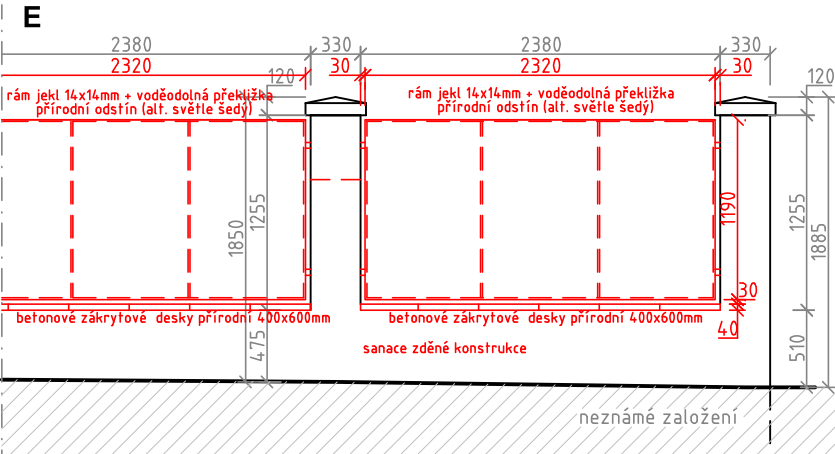 E
2380
330
2380
330
2320
30
2320
30
120
120
rám jekl 14x14mm + voděodolná překližka
přírodní odstín (alt. světle šedý)
rám jekl 14x14mm + voděodolná překližka
přírodní odstín (alt. světle šedý)
1850
1255
1190
1255
1885
30
betonové zákrytové desky přírodní 400x600mm
betonové zákrytové desky přírodní 400x600mm
40
475
sanace zděné konstrukce
510
neznámé založení